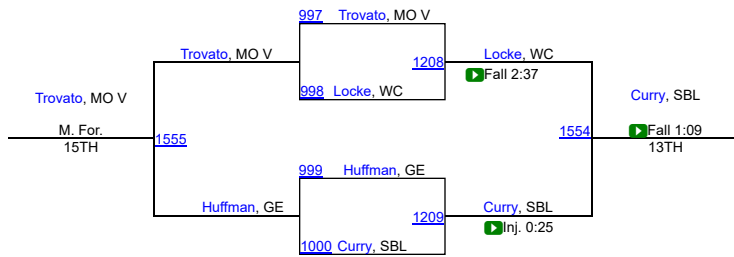 997 Trovato, MO V
Trovato, MO V
1208
Locke, WC
Fall 2:37
998 Locke, WC
Trovato, MO V
M. For.
15TH
1555
1554
Curry, SBL
Fall 1:09
13TH
999 Huffman, GE
Huffman, GE
1209
Curry, SBL
Inj. 0:25
1000 Curry, SBL